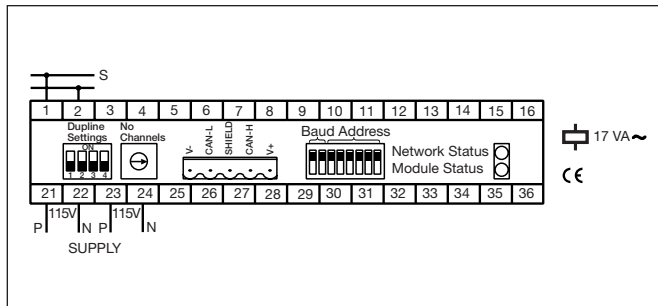 S
1 2 3 4 5 6 7 8 9 10 11 12 13 14 15 16
Dupline Settings
ON
1 2 3 4
No Channels
V-
CAN-L
SHIELD
CAN-H
V+
Baud Address
Network Status
Module Status
17 VA ~
CE
21 22 23 24 25 26 27 28 29 30 31 32 33 34 35 36
115V 115V
P N P N
SUPPLY